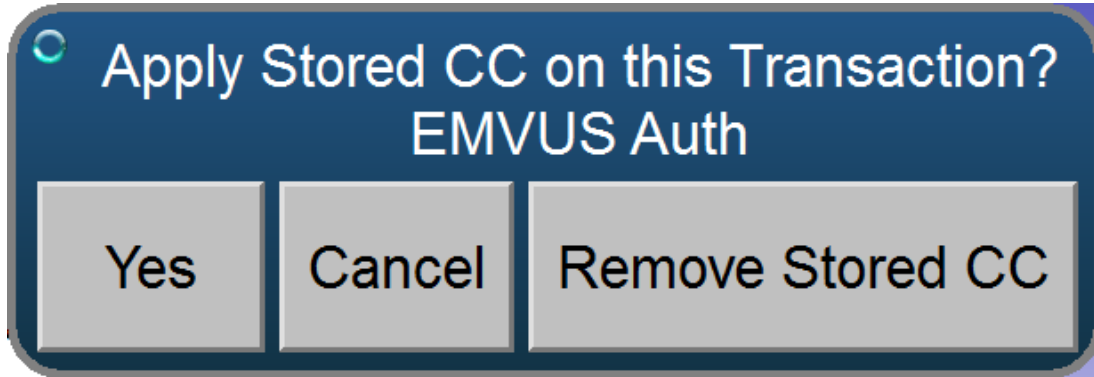 Apply Stored CC on this Transaction?
EMVUS Auth
Yes Cancel Remove Stored CC